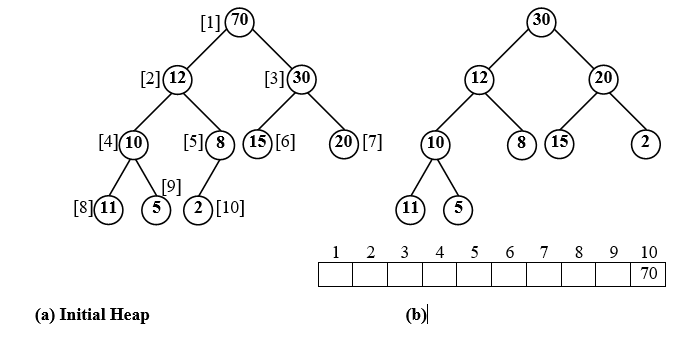 [1] 70 30
[2] 12 [3] 30 12 20
[4] 10 [5] 8 15 [6] 20 [7] 10 8 15 2
[9]
[8] 11 5 2 [10] 11 5
1 2 3 4 5 6 7 8 9 10
70
(a) Initial Heap (b)